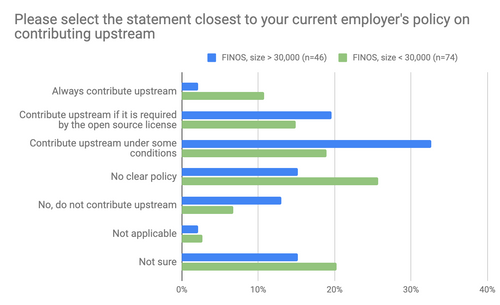 Please select the statement closest to your current employer's policy on
contributing upstream
FINOS, size > 30,000 (n=46)
FINOS, size < 30,000 (n=74)
Always contribute upstream
Contribute upstream if it is required
by the open source license
Contribute upstream under some
conditions
No clear policy
No, do not contribute upstream
Not applicable
Not sure
0%
10%
20%
30%
40%